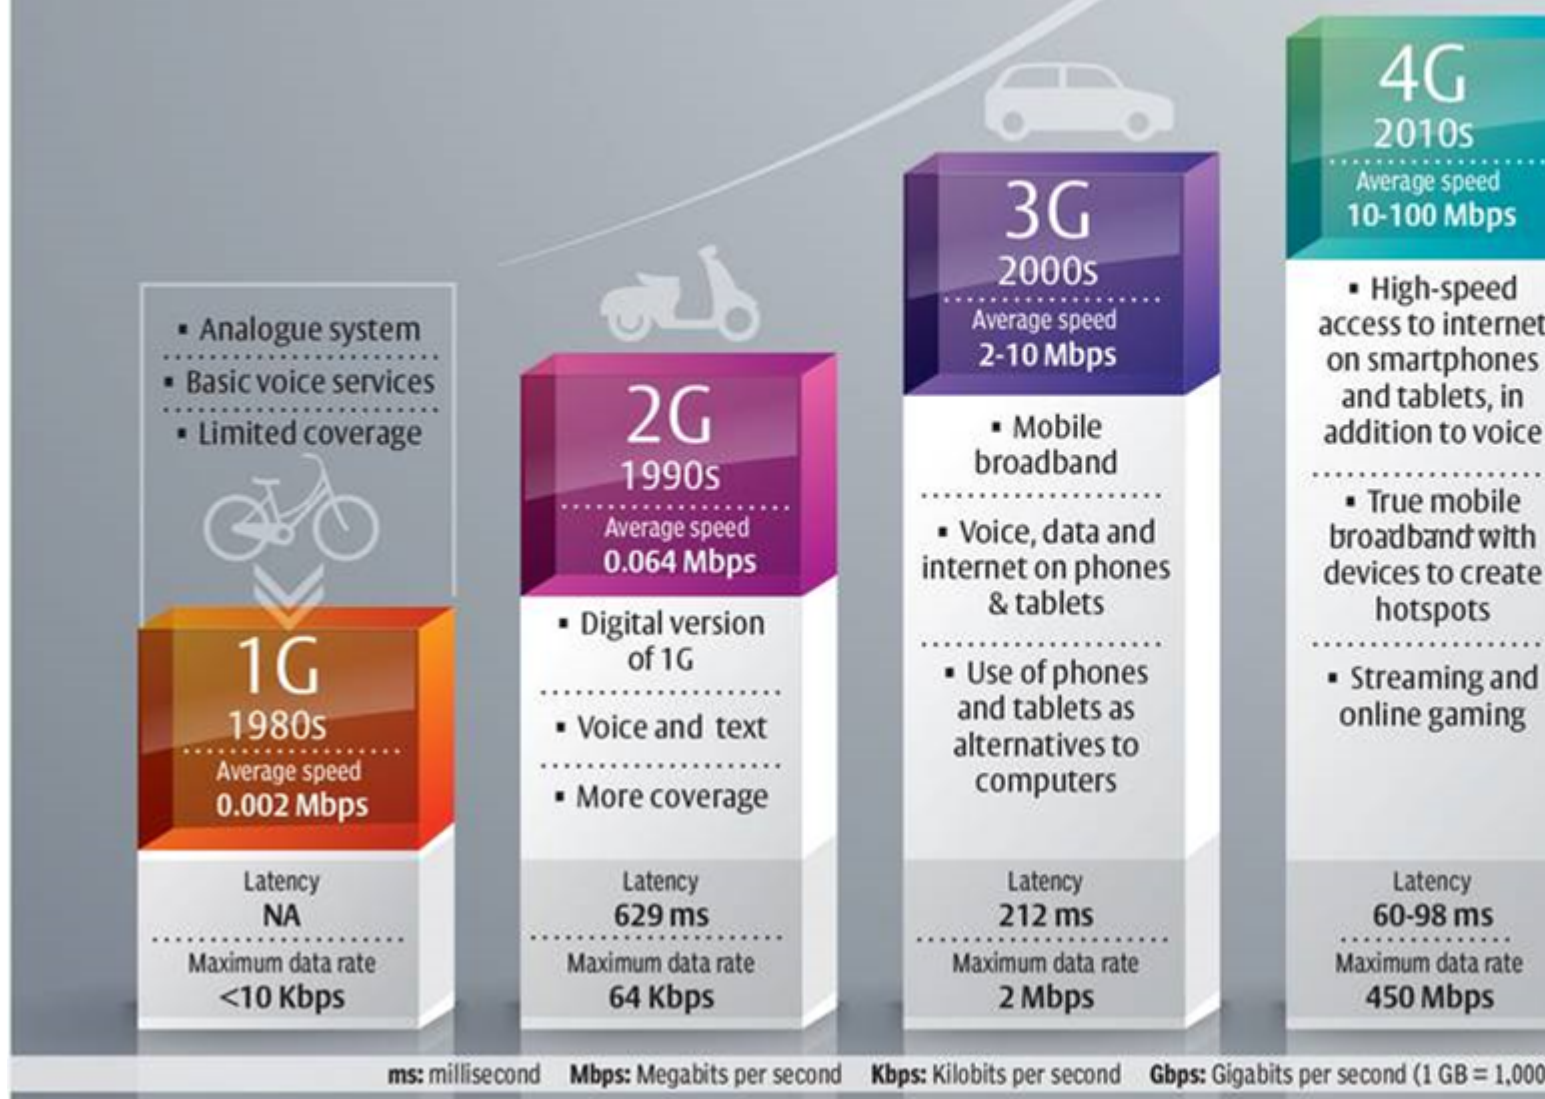 ▪ Analogue system
▪ Basic voice services
▪ Limited coverage
1G
1980s
Average speed
0.002 Mbps
Latency
NA
Maximum data rate
<10 Kbps
2G
1990s
Average speed
0.064 Mbps
▪ Digital version
of 1G
▪ Voice and text
▪ More coverage
Latency
629 ms
Maximum data rate
64 Kbps
3G
2000s
Average speed
2-10 Mbps
▪ Mobile
broadband
▪ Voice, data and
internet on phones
& tablets
▪ Use of phones
and tablets as
alternatives to
computers
Latency
212 ms
Maximum data rate
2 Mbps
4G
2010s
Average speed
10-100 Mbps
▪ High-speed
access to internet
on smartphones
and tablets, in
addition to voice
▪ True mobile
broadband with
devices to create
hotspots
▪ Streaming and
online gaming
Latency
60-98 ms
Maximum data rate
450 Mbps
ms: millisecond Mbps: Megabits per second Kbps: Kilobits per second Gbps: Gigabits per second (1 GB = 1,000